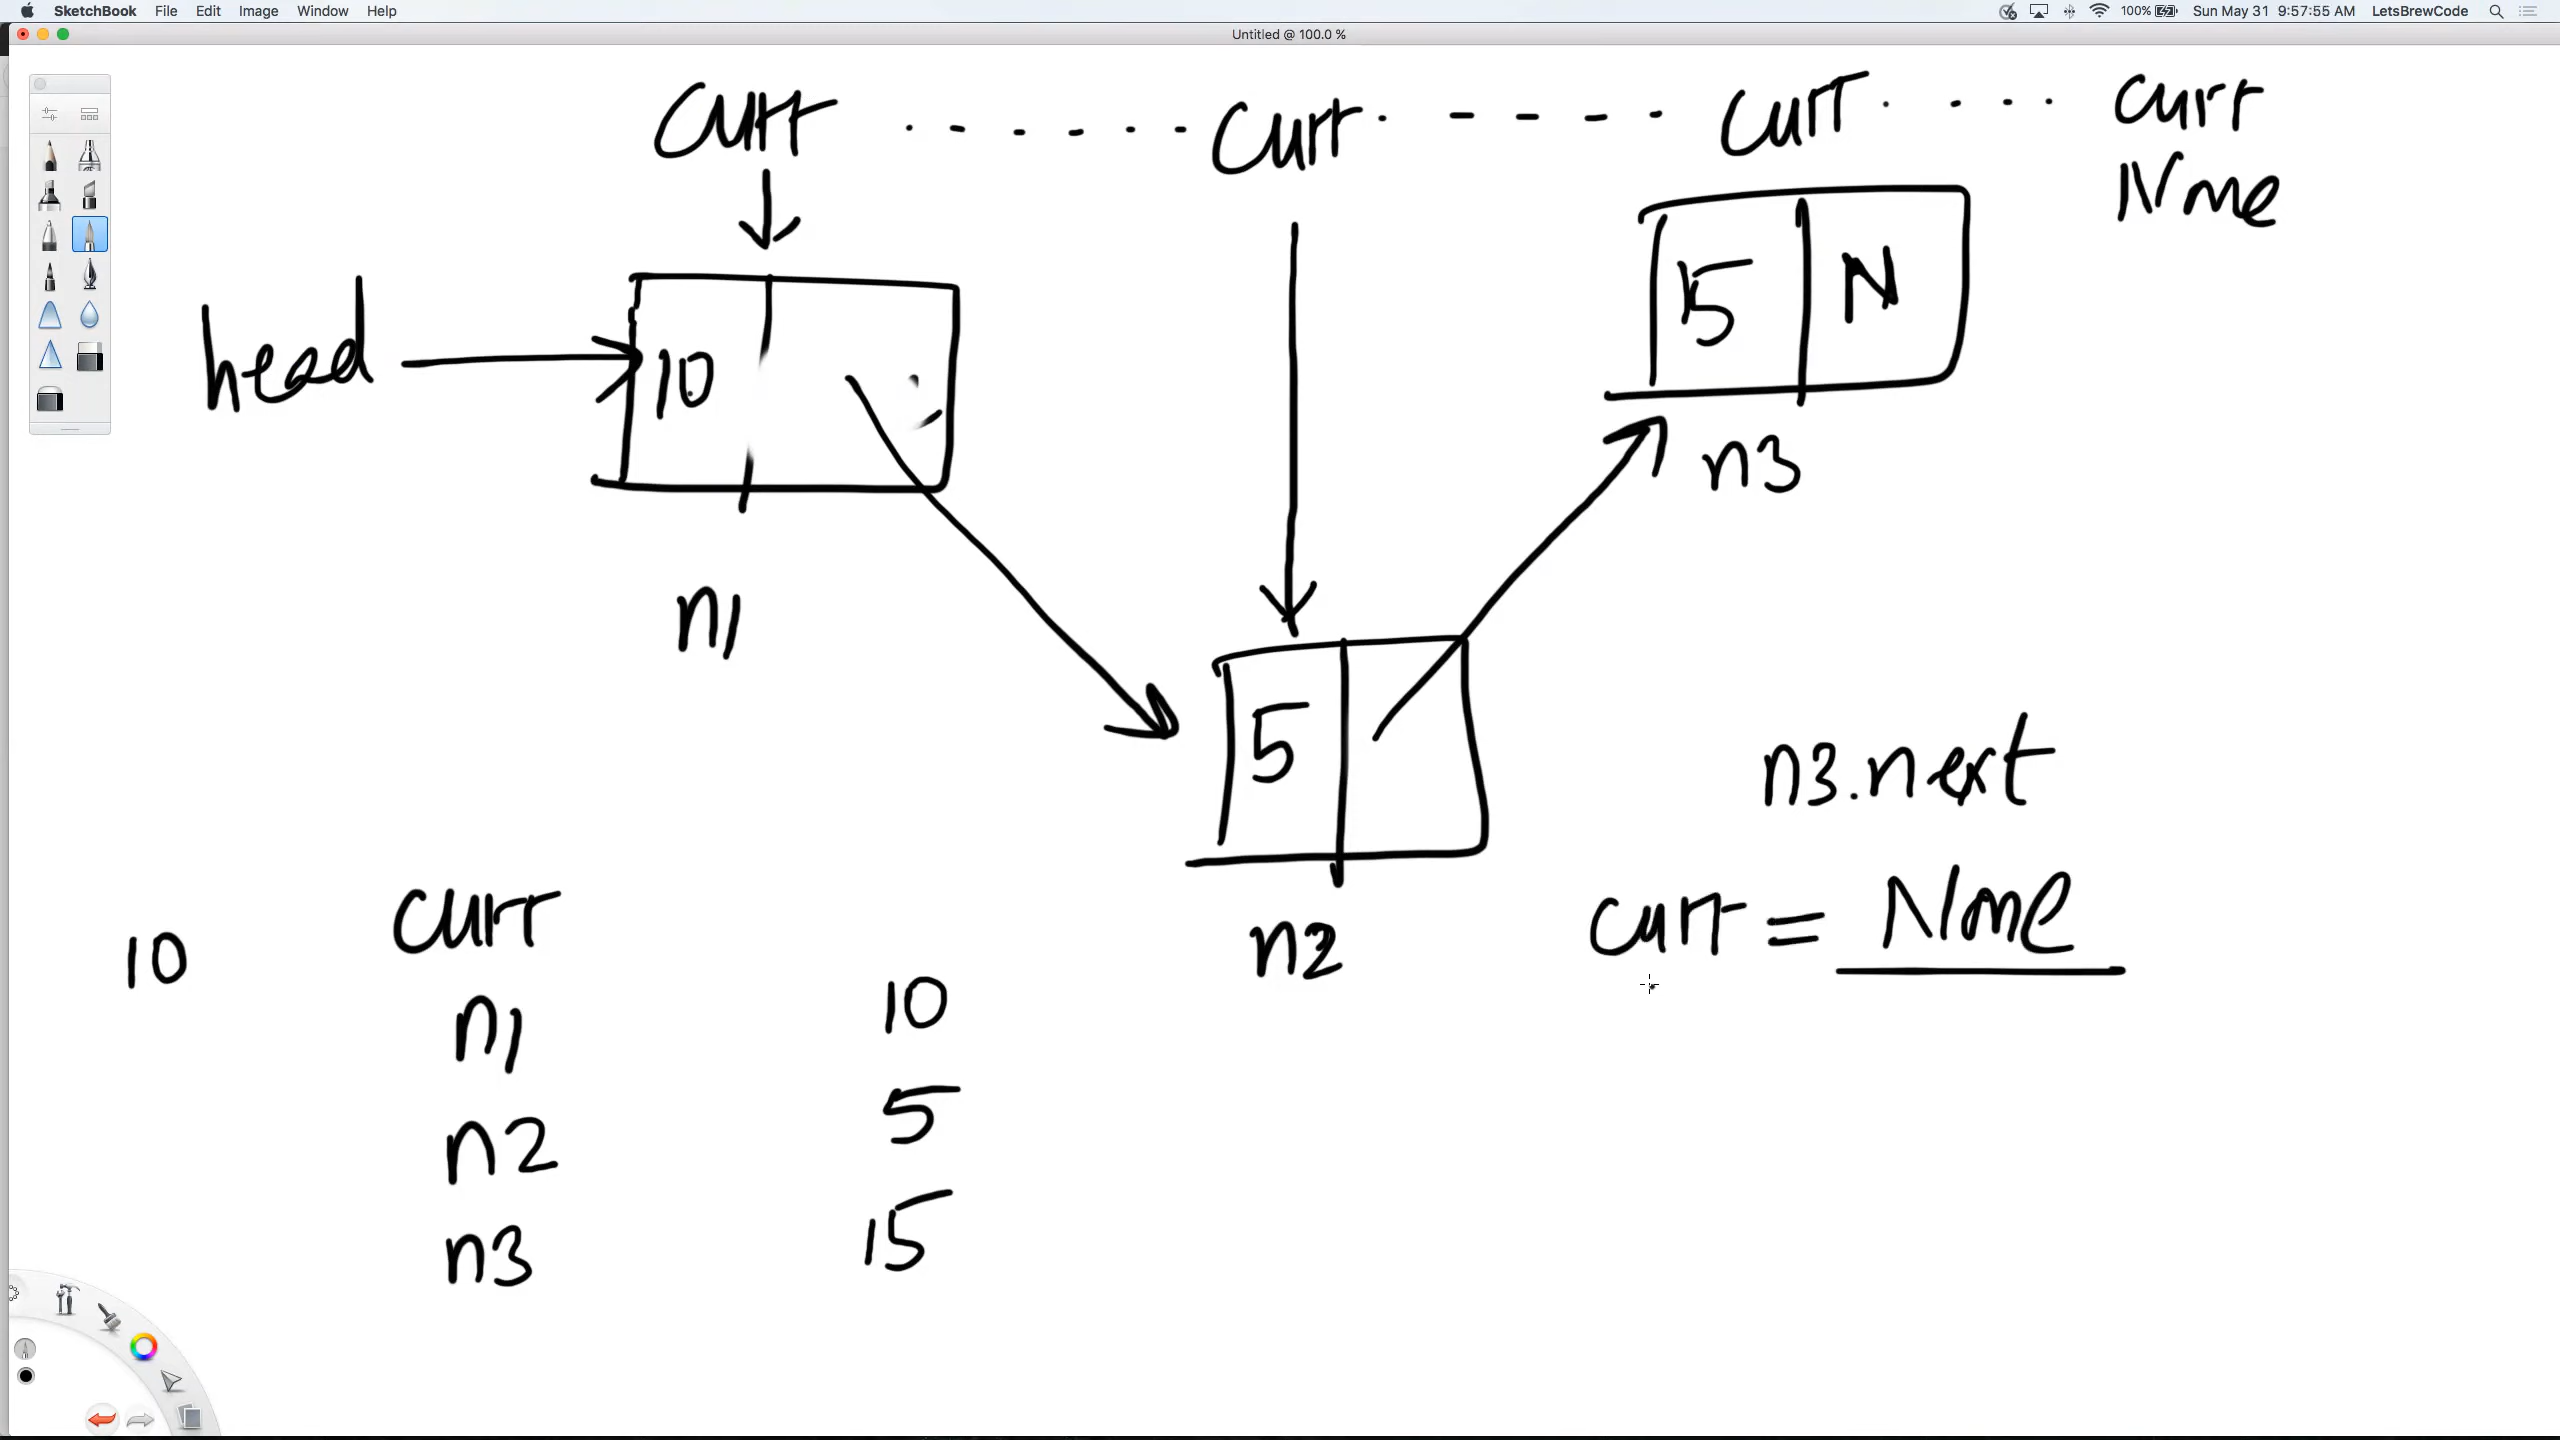 SketchBook File Edit Image Window Help 100% Sun May 31 9:57:55 AM LetsBrewCode
Untitled @ 100.0 %
curr ...... curr . - - - - curr .... curr
None
head 10
15 N
n3
n1
5
n2
n3.next
curr = None
10
curr
n1 10
n2 5
n3 15